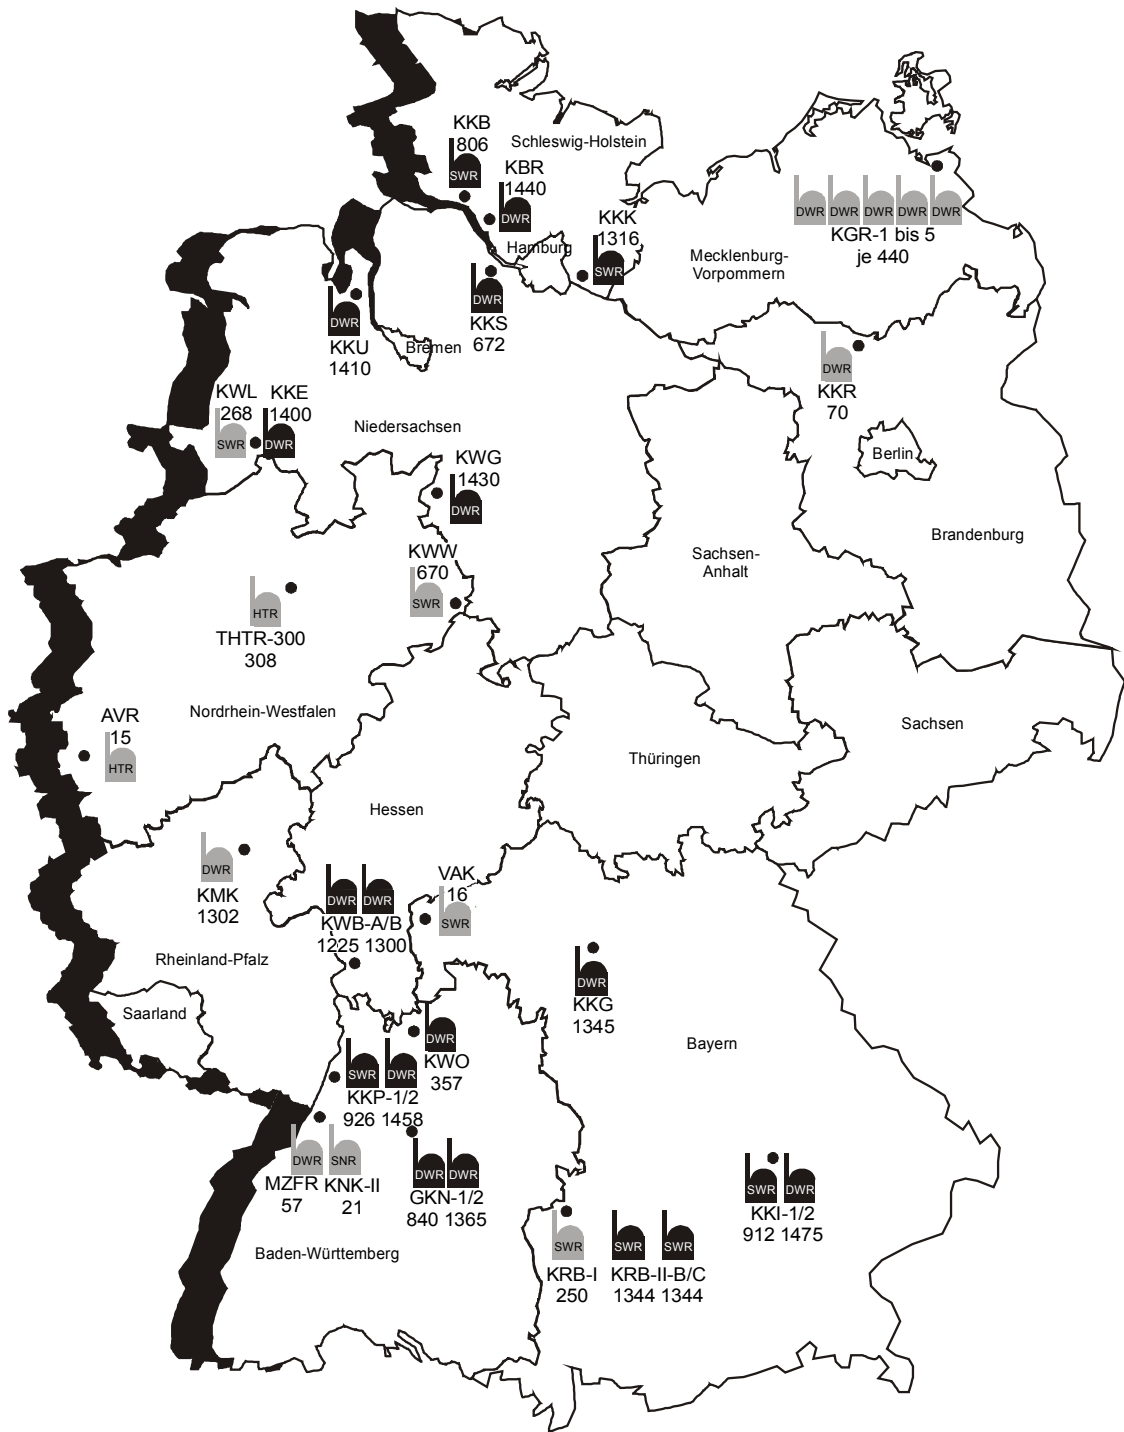 KKB
806
SWR
Schleswig-Holstein
KBR
1440
DWR
KKK
1316
SWR
Hamburg
DWR DWR DWR DWR DWR
KGR-1 bis 5
je 440
Mecklenburg-
Vorpommern
DWR
KKS
672
DWR
KKU
1410
Bremen
DWR
KKR
70
KWL
268
SWR
KKE
1400
DWR
Niedersachsen
Berlin
KWG
1430
DWR
Brandenburg
Sachsen-
Anhalt
KWW
670
SWR
HTR
THTR-300
308
Nordrhein-Westfalen
AVR
15
HTR
Sachsen
Thüringen
Hessen
DWR
KMK
1302
DWR DWR
KWB-A/B
1225 1300
VAK
16
SWR
Rheinland-Pfalz
DWR
KKG
1345
Saarland
Bayern
DWR
KWO
357
SWR DWR
KKP-1/2
926 1458
DWR SNR
MZFR KNK-II
57 21
DWR DWR
GKN-1/2
840 1365
SWR DWR
KKI-1/2
912 1475
Baden-Württemberg
SWR SWR SWR
KRB-I KRB-II-B/C
250 1344 1344